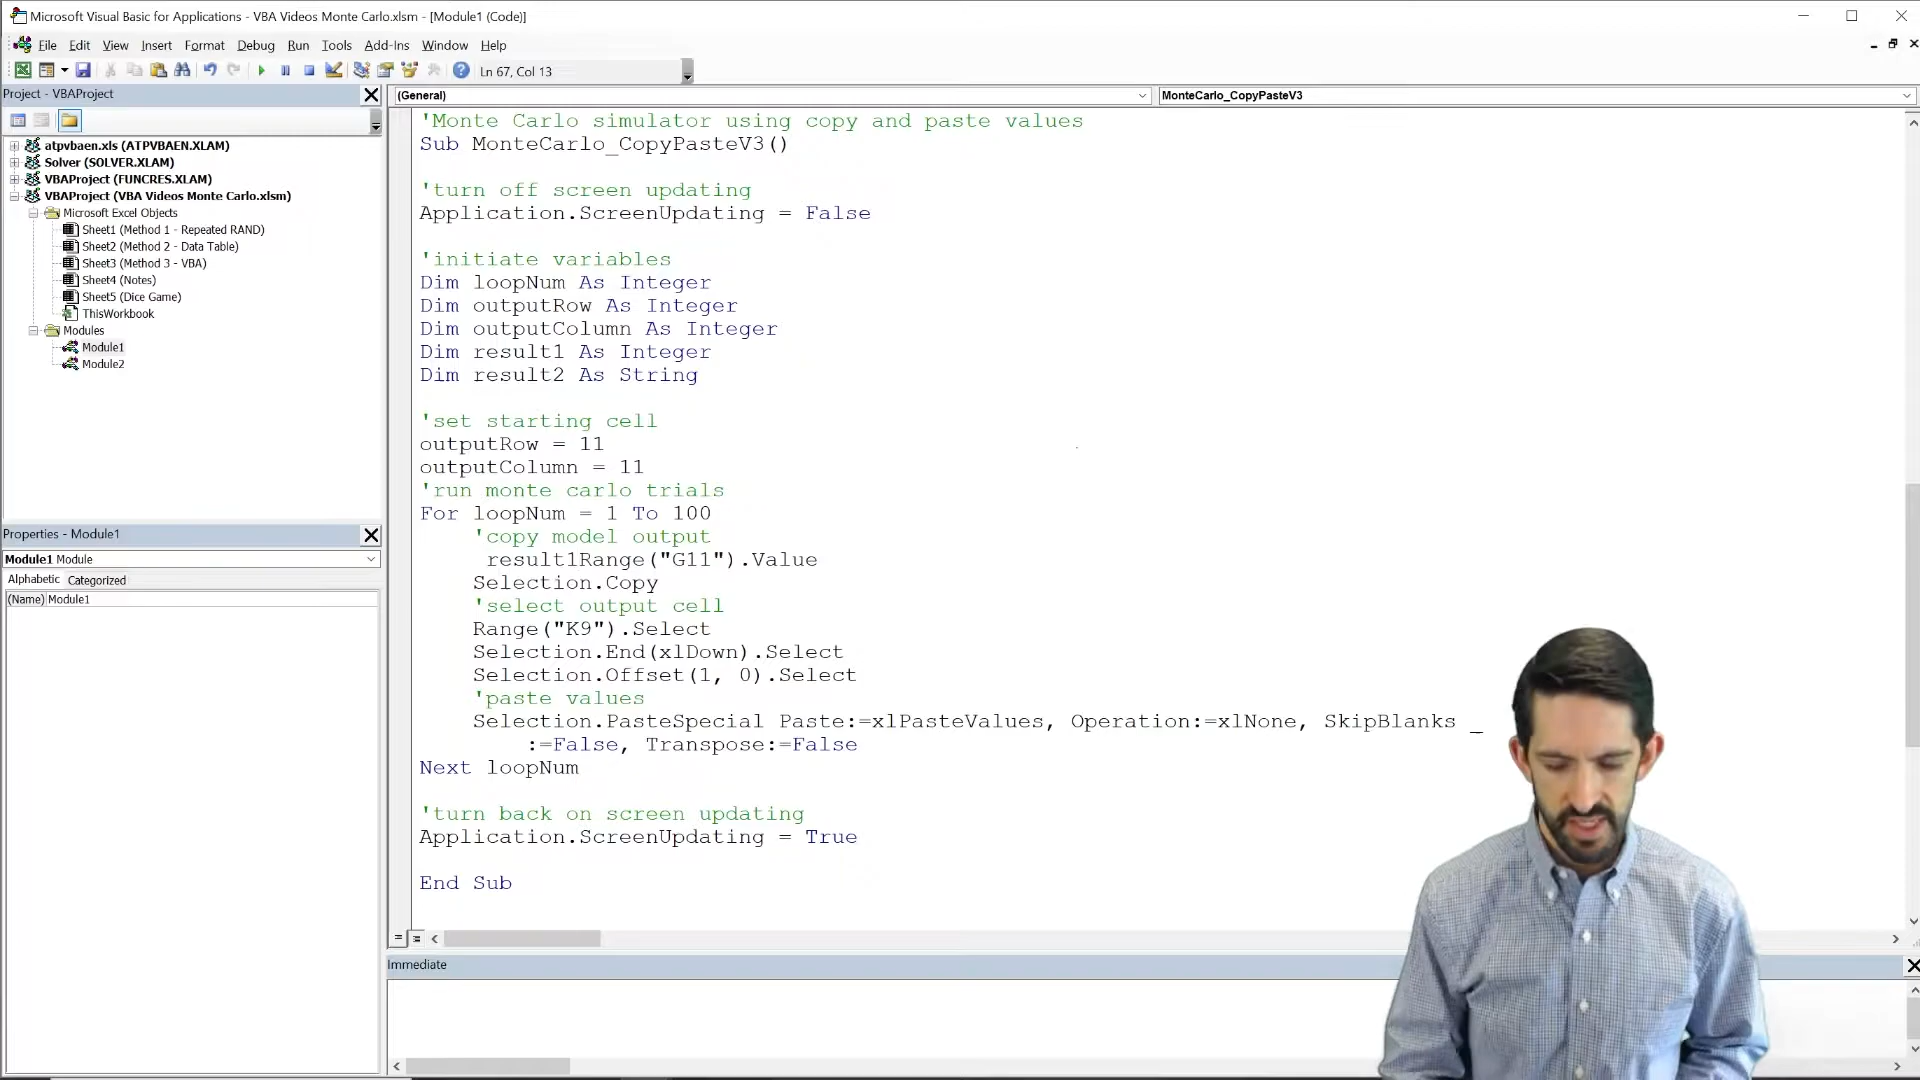 Microsoft Visual Basic for Applications - VBA Videos Monte Carlo.xlsm - [Module1 (Code)]
File Edit View Insert Format Debug Run Tools Add-Ins Window Help
Ln 67, Col 13
Project - VBAProject
atpvbaen.xls (ATPVBAEN.XLAM)
Solver (SOLVER.XLAM)
VBAProject (FUNCRES.XLAM)
VBAProject (VBA Videos Monte Carlo.xlsm)
Microsoft Excel Objects
Sheet1 (Method 1 - Repeated RAND)
Sheet2 (Method 2 - Data Table)
Sheet3 (Method 3 - VBA)
Sheet4 (Notes)
Sheet5 (Dice Game)
ThisWorkbook
Modules
Module1
Module2
Properties - Module1
Module1 Module
Alphabetic Categorized
(Name) Module1
(General) MonteCarlo_CopyPasteV3
'Monte Carlo simulator using copy and paste values
Sub MonteCarlo_CopyPasteV3()
'turn off screen updating
Application.ScreenUpdating = False
'initiate variables
Dim loopNum As Integer
Dim outputRow As Integer
Dim outputColumn As Integer
Dim result1 As Integer
Dim result2 As String
'set starting cell
outputRow = 11
outputColumn = 11
'run monte carlo trials
For loopNum = 1 To 100
'copy model output
result1Range("G11").Value
Selection.Copy
'select output cell
Range("K9").Select
Selection.End(xlDown).Select
Selection.Offset(1, 0).Select
'paste values
Selection.PasteSpecial Paste:=xlPasteValues, Operation:=xlNone, SkipBlanks _
:=False, Transpose:=False
Next loopNum
'turn back on screen updating
Application.ScreenUpdating = True
End Sub
Immediate